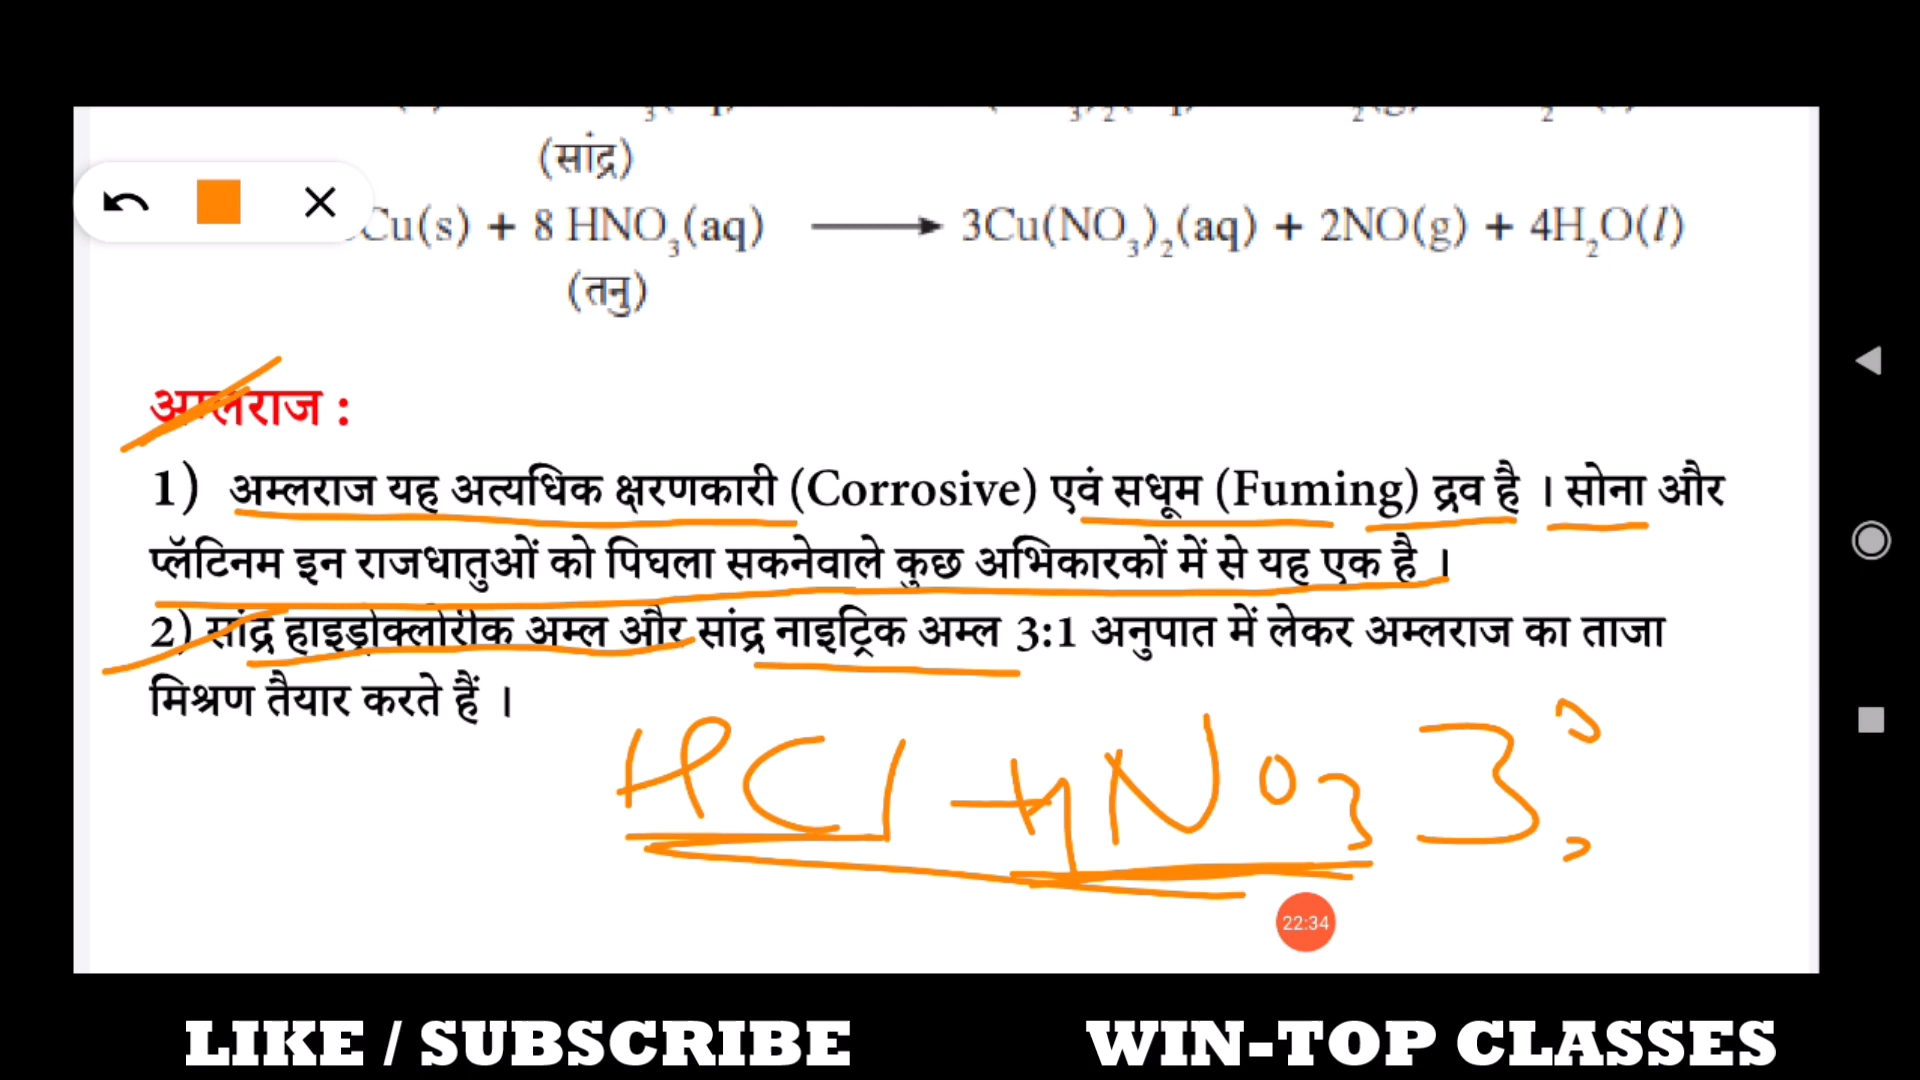 (सांद्र)
Cu(s) + 8 HNO₃(aq) ⟶ 3Cu(NO₃)₂(aq) + 2NO(g) + 4H₂O(l)
(तनु)
अम्लराज :
1) अम्लराज यह अत्यधिक क्षरणकारी (Corrosive) एवं सधूम (Fuming) द्रव है । सोना और
प्लॅटिनम इन राजधातुओं को पिघला सकनेवाले कुछ अभिकारकों में से यह एक है ।
2) सांद्र हाइड्रोक्लोरीक अम्ल और सांद्र नाइट्रिक अम्ल 3:1 अनुपात में लेकर अम्लराज का ताजा
मिश्रण तैयार करते हैं ।
HCl + HNO3 3:
22:34
LIKE / SUBSCRIBE WIN-TOP CLASSES